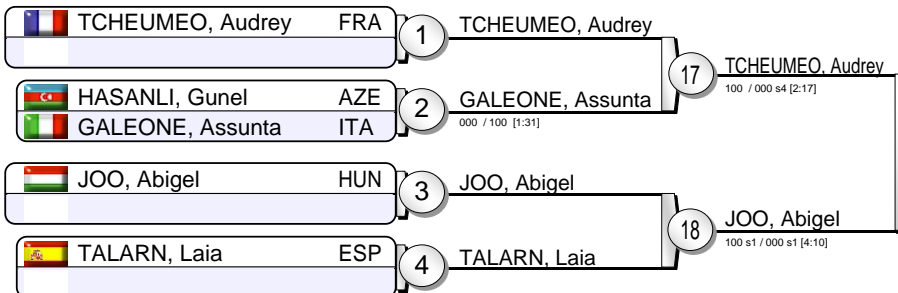 TCHEUMEO, Audrey FRA
1
TCHEUMEO, Audrey
17
TCHEUMEO, Audrey
100 / 000 s4 [2:17]
HASANLI, Gunel AZE
GALEONE, Assunta ITA
2
GALEONE, Assunta
000 / 100 [1:31]
JOO, Abigel HUN
3
JOO, Abigel
18
JOO, Abigel
100 s1 / 000 s1 [4:10]
TALARN, Laia ESP
4
TALARN, Laia